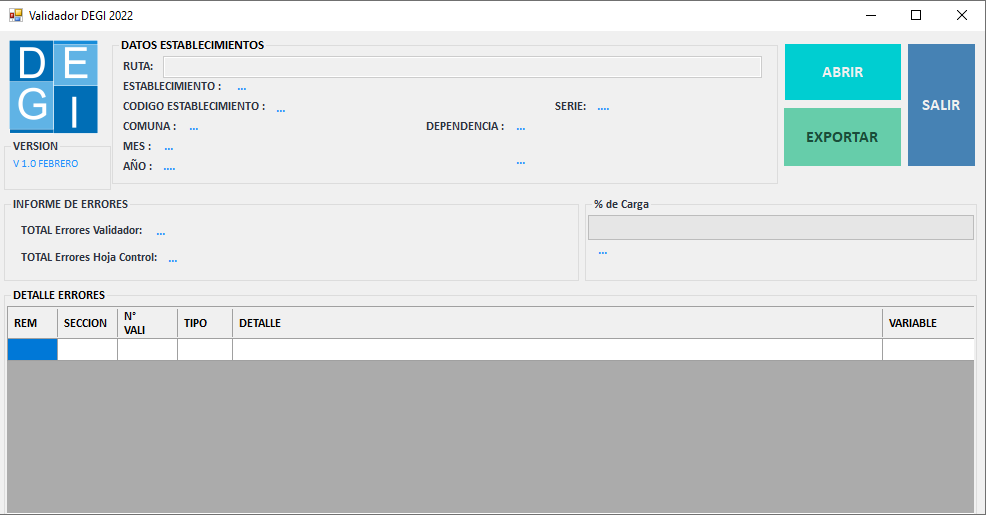 Validador DEGI 2022
DE
GI
DATOS ESTABLECIMIENTOS
RUTA:
ESTABLECIMIENTO : ...
CODIGO ESTABLECIMIENTO : ...
SERIE: ....
COMUNA : ...
DEPENDENCIA : ...
MES : ...
...
AÑO : ....
ABRIR
EXPORTAR
SALIR
VERSION
V 1.0 FEBRERO
INFORME DE ERRORES
TOTAL Errores Validador: ...
TOTAL Errores Hoja Control: ...
% de Carga
...
DETALLE ERRORES
REM SECCION N° VALI TIPO DETALLE VARIABLE